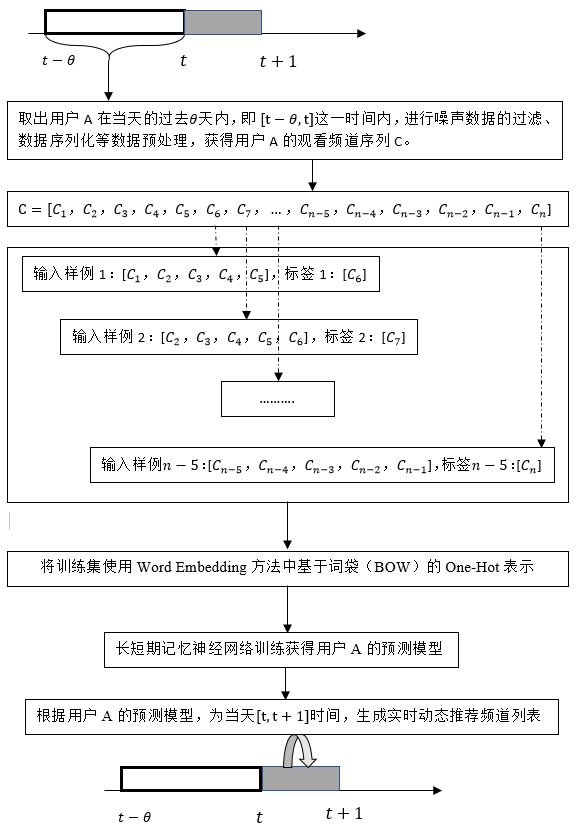 t − θ t t + 1
取出用户 A 在当天的过去θ天内，即 [t − θ, t]这一时间内，进行噪声数据的过滤、
数据序列化等数据预处理，获得用户 A 的观看频道序列 C。
C = [C₁，C₂，C₃，C₄，C₅，C₆，C₇，…，Cₙ₋₅，Cₙ₋₄，Cₙ₋₃，Cₙ₋₂，Cₙ₋₁，Cₙ]
输入样例 1：[C₁，C₂，C₃，C₄，C₅]，标签 1：[C₆]
输入样例 2：[C₂，C₃，C₄，C₅，C₆]，标签 2：[C₇]
……….
输入样例n − 5：[Cₙ₋₅，Cₙ₋₄，Cₙ₋₃，Cₙ₋₂，Cₙ₋₁]，标签n − 5：[Cₙ]
将训练集使用 Word Embedding 方法中基于词袋（BOW）的 One-Hot 表示
长短期记忆神经网络训练获得用户 A 的预测模型
根据用户 A 的预测模型，为当天[t, t + 1]时间，生成实时动态推荐频道列表
t − θ t t + 1